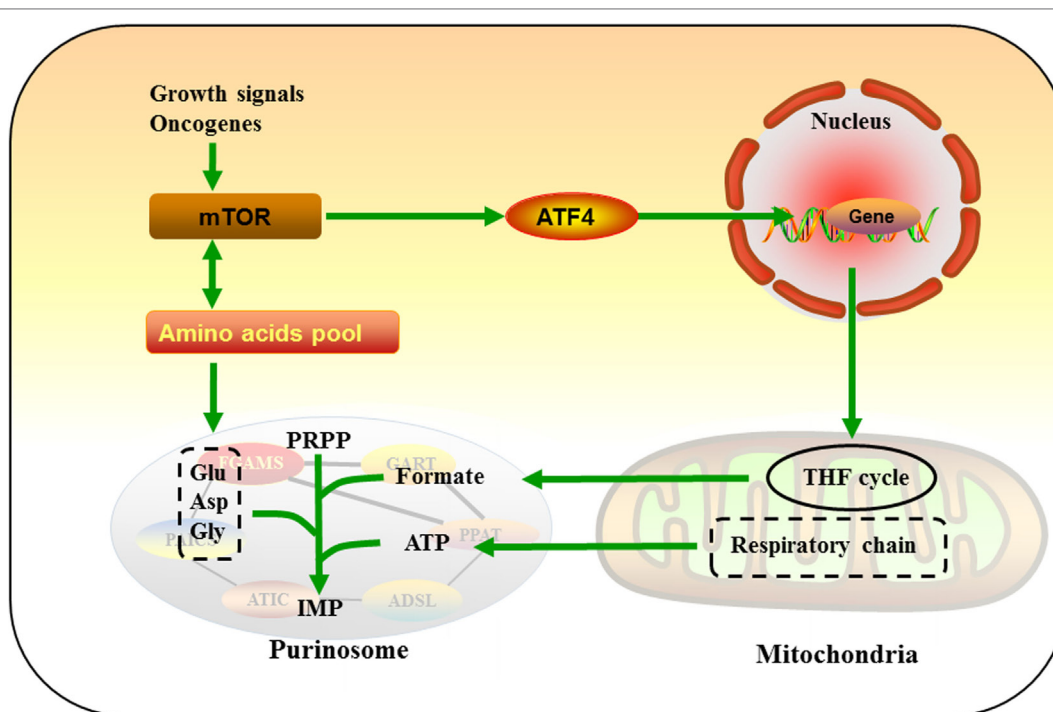 Growth signals
Oncogenes
Nucleus
mTOR
ATF4
Gene
Amino acids pool
PRPP
FGAMS
GART
Glu
Asp
Gly
Formate
THF cycle
PAICS
ATP
PPAT
Respiratory chain
ATIC
IMP
ADSL
Purinosome
Mitochondria